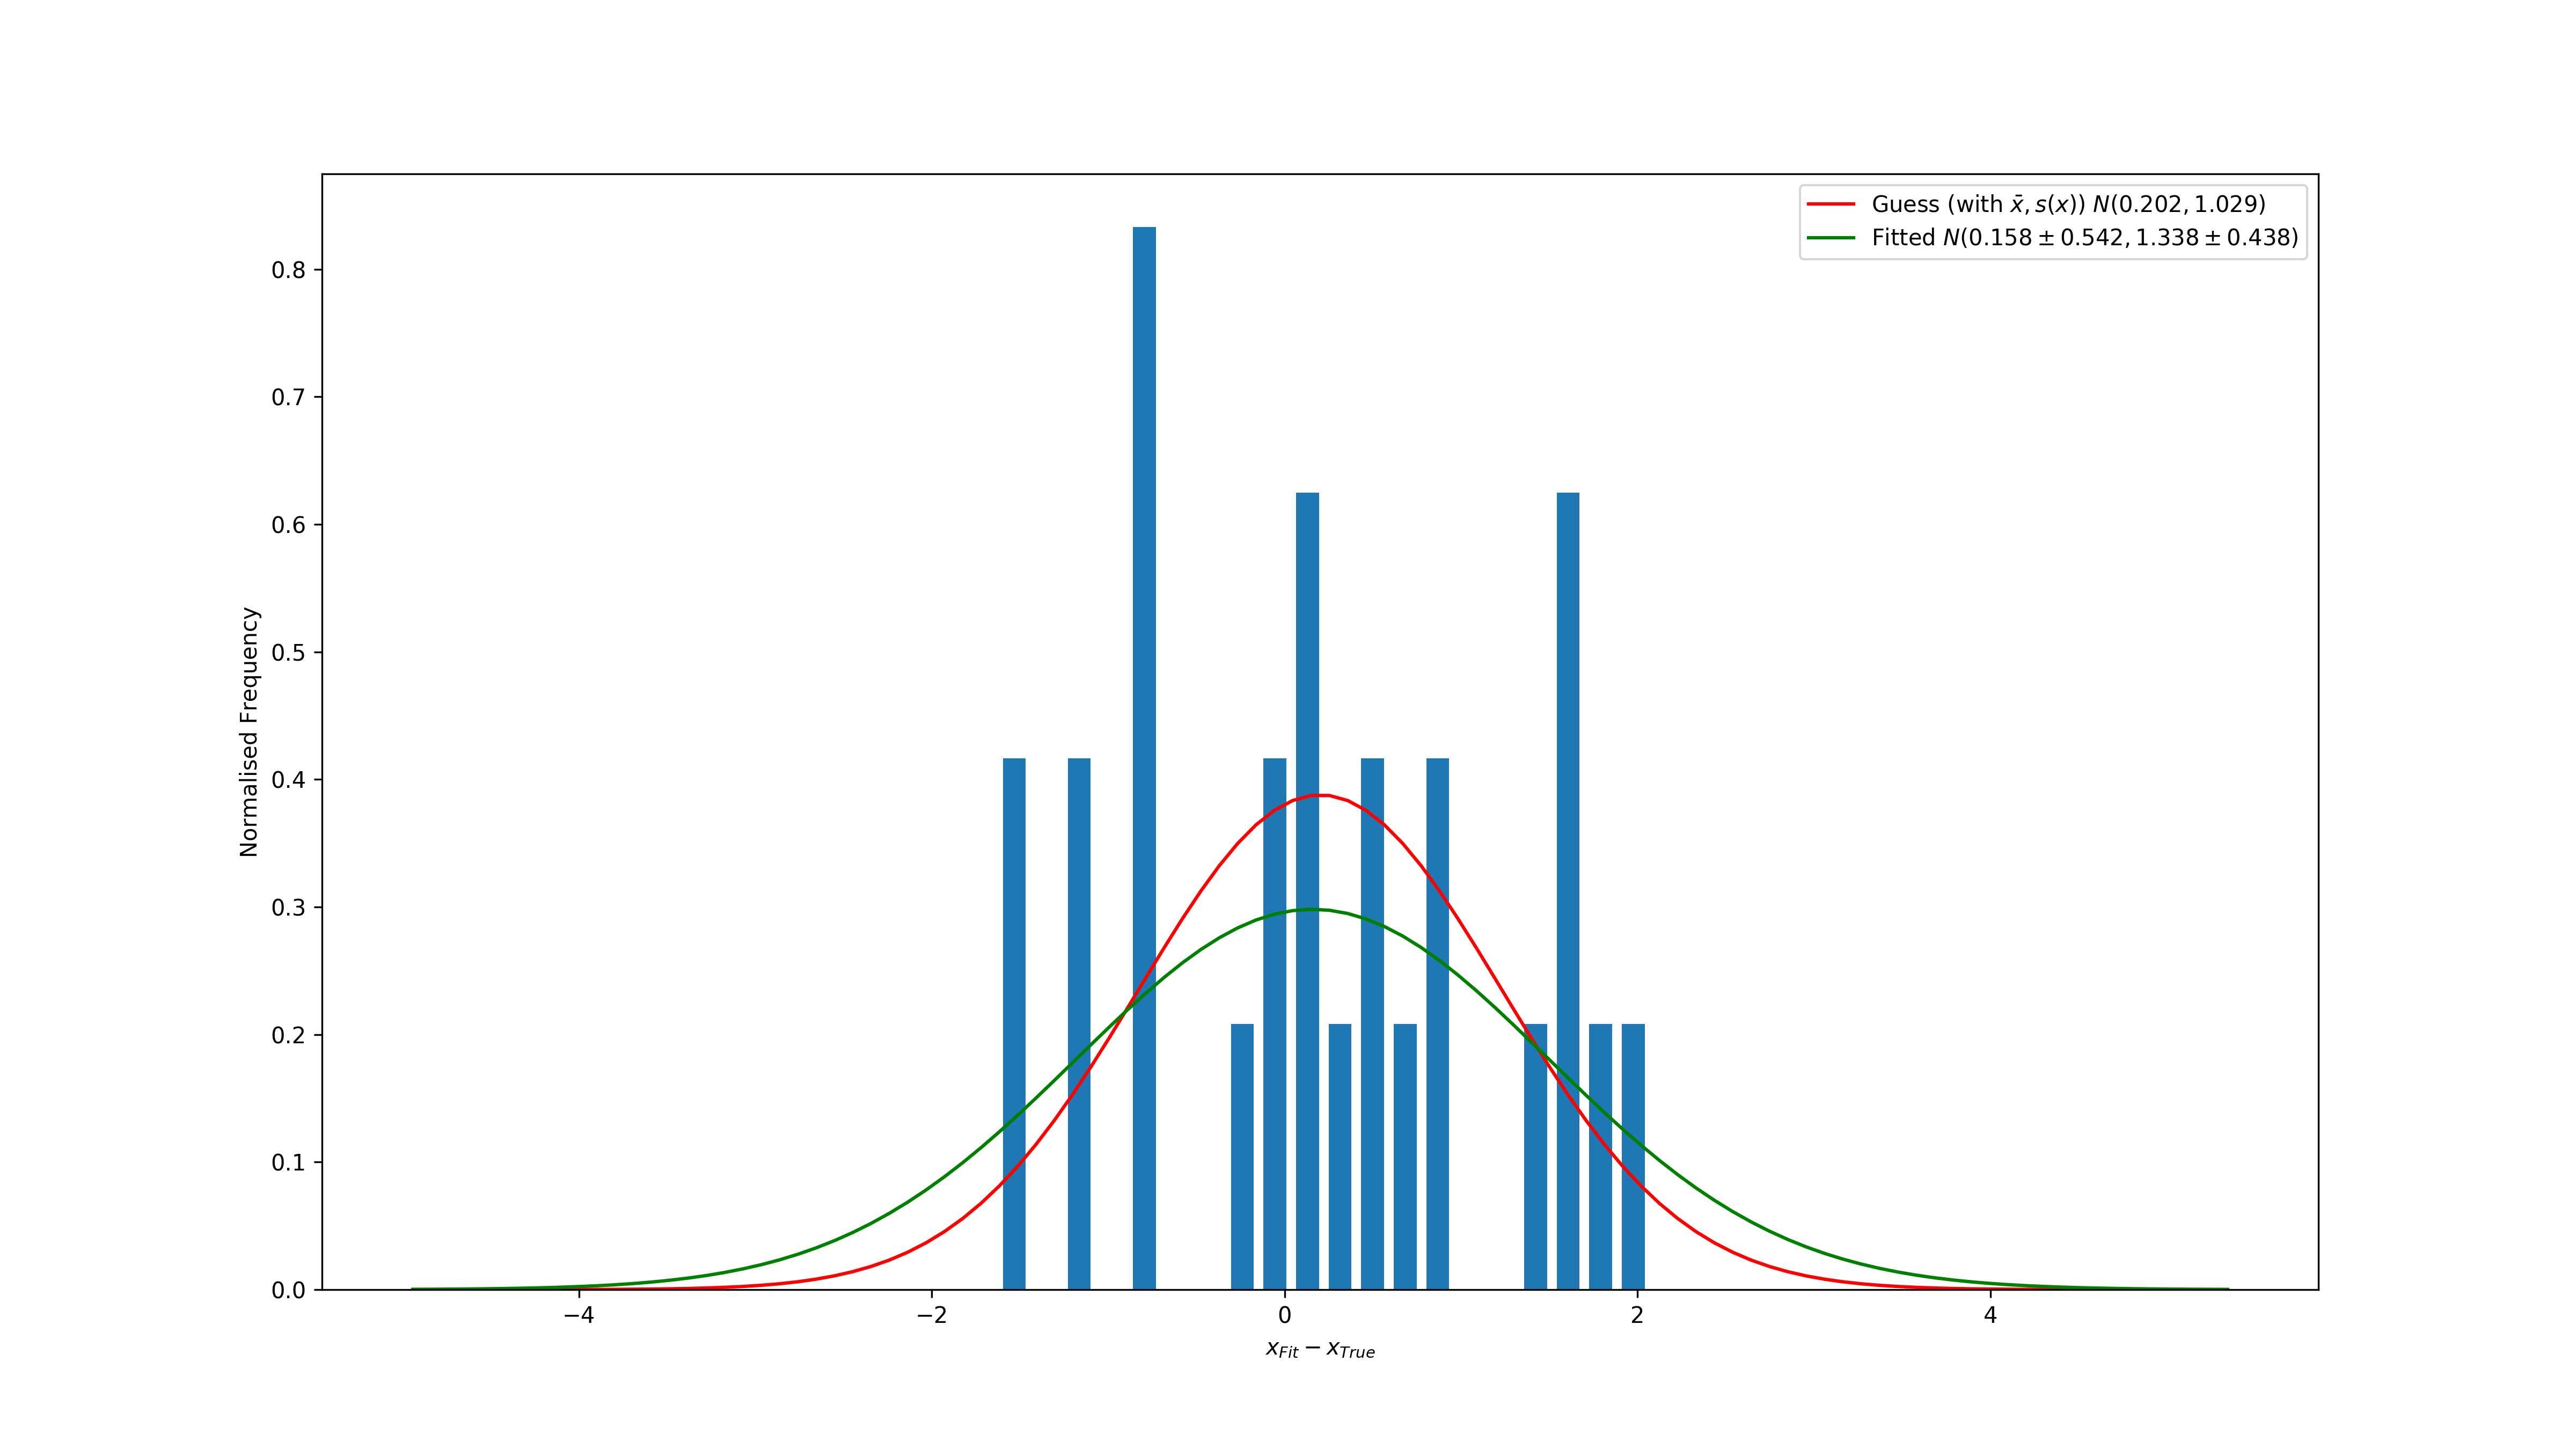 Guess (with x̄, s(x)) N(0.202, 1.029)
Fitted N(0.158 ± 0.542, 1.338 ± 0.438)
Normalised Frequency
0.8
0.7
0.6
0.5
0.4
0.3
0.2
0.1
0.0
−4 −2 0 2 4
x_Fit − x_True